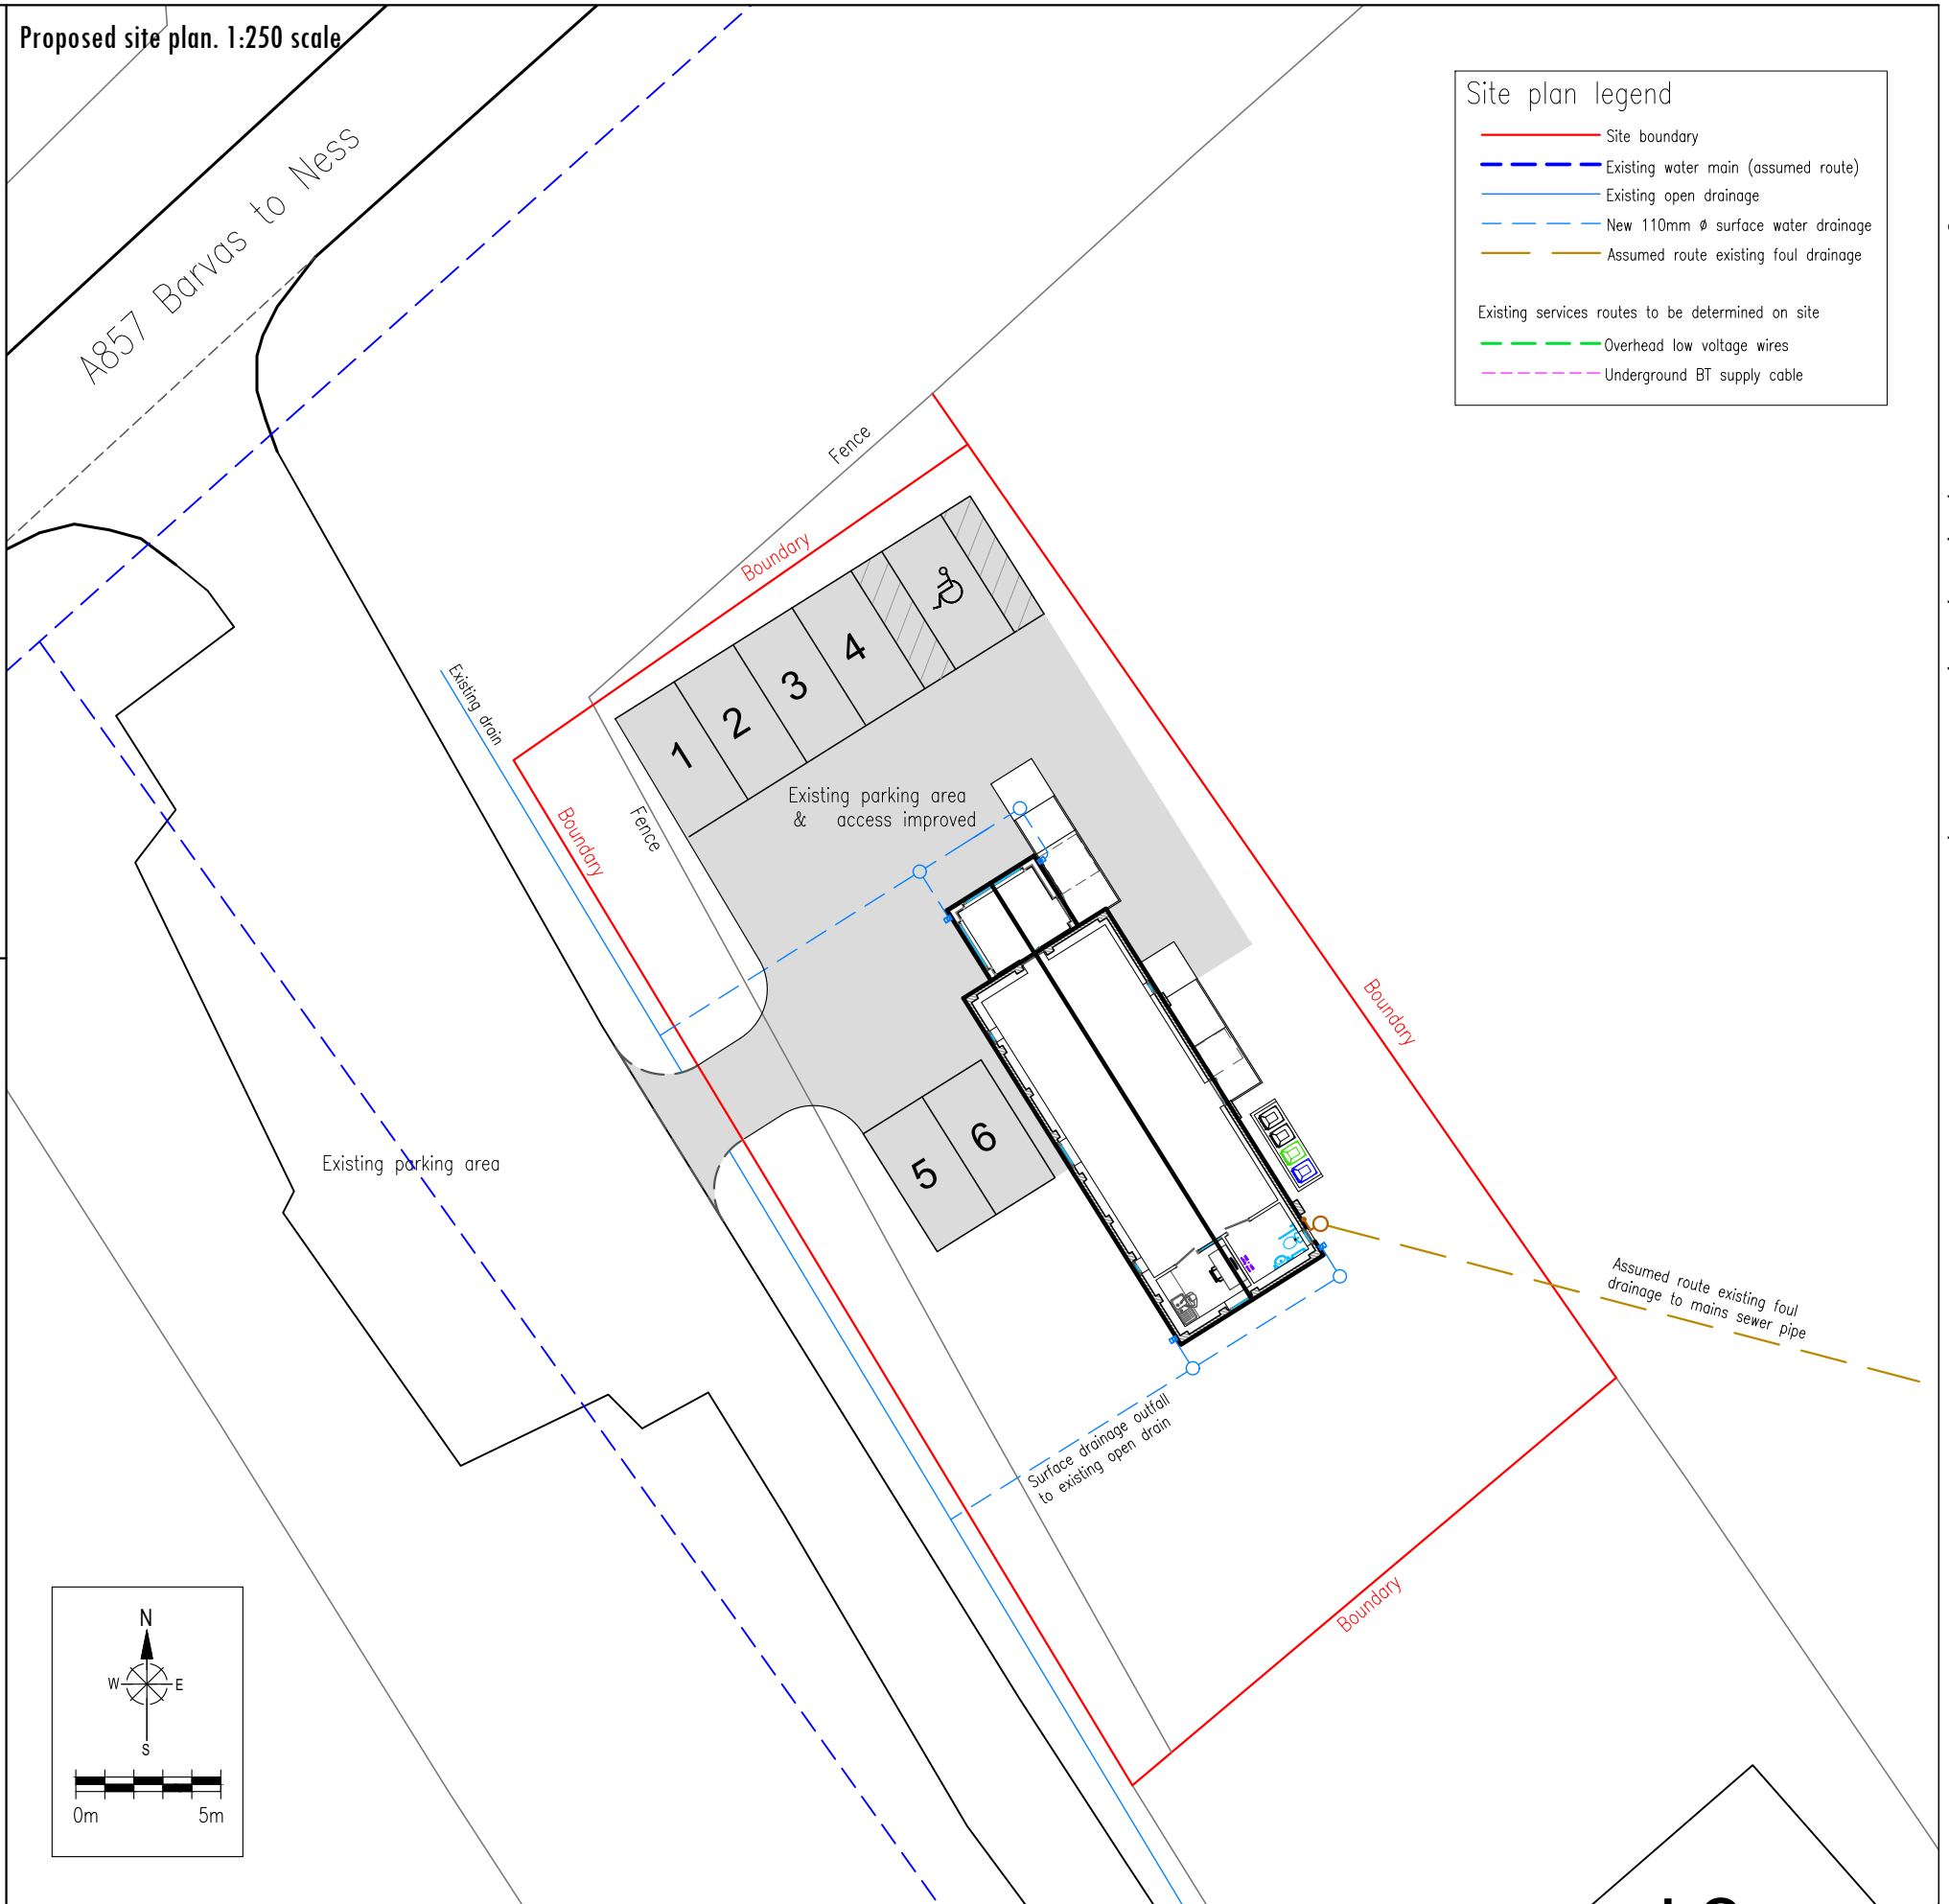 Proposed site plan. 1:250 scale
Site plan legend
Site boundary
Existing water main (assumed route)
Existing open drainage
New 110mm ø surface water drainage
Assumed route existing foul drainage
Existing services routes to be determined on site
Overhead low voltage wires
Underground BT supply cable
A857 Barvas to Ness
Fence
Boundary
Existing drain
1
2
3
4
Boundary
Fence
Existing parking area
& access improved
Boundary
5
6
Existing parking area
Assumed route existing foul
drainage to mains sewer pipe
Surface drainage outfall
to existing open drain
Boundary
N
W
E
S
0m
5m